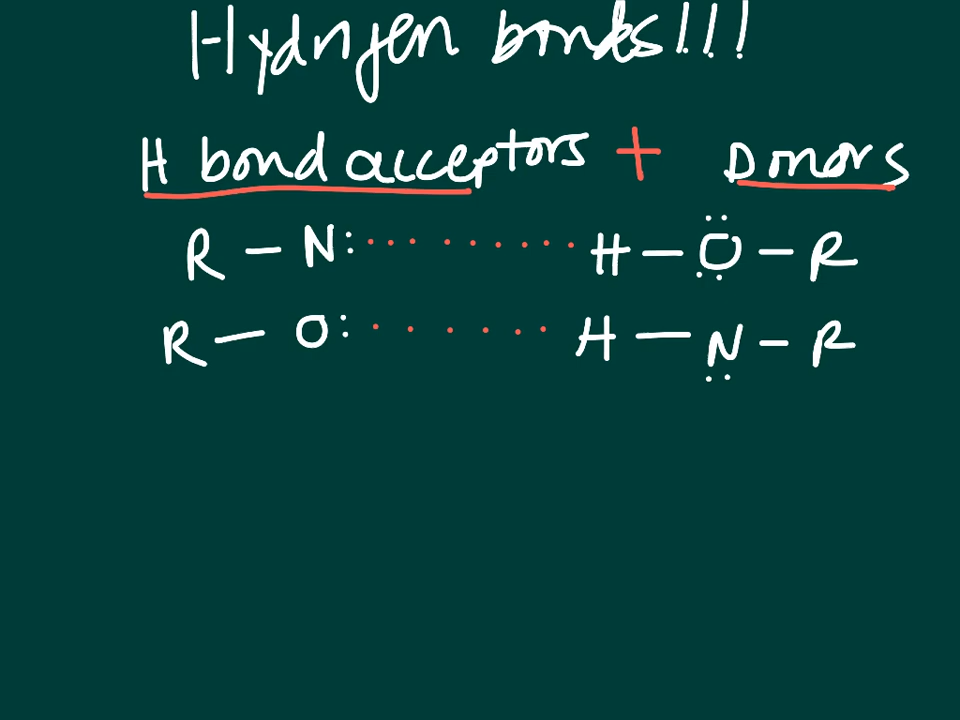 Hydrogen bonds!!!
H bond acceptors + Donors
R — N: ......... H — Ö — R
R — O: ...... H — N — R